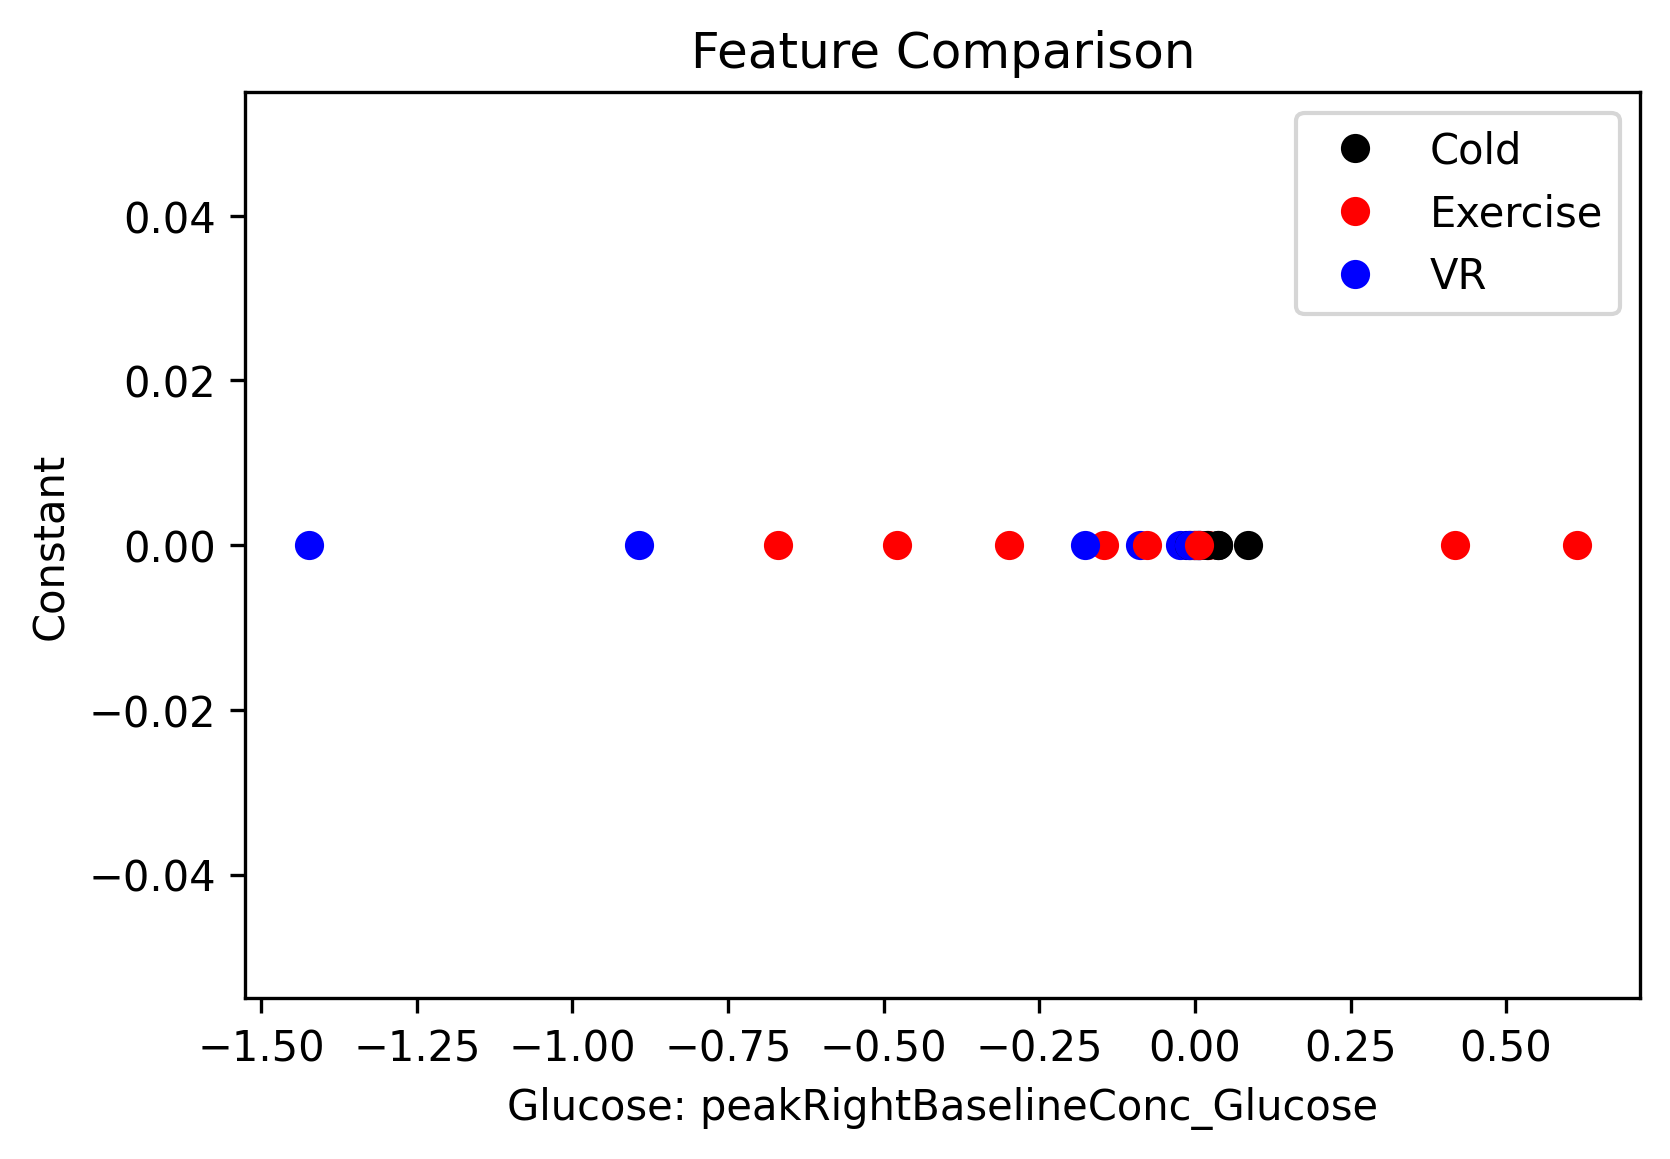 Feature Comparison
Cold
Exercise
VR
0.04
0.02
0.00
−0.02
−0.04
Constant
−1.50 −1.25 −1.00 −0.75 −0.50 −0.25 0.00 0.25 0.50
Glucose: peakRightBaselineConc_Glucose